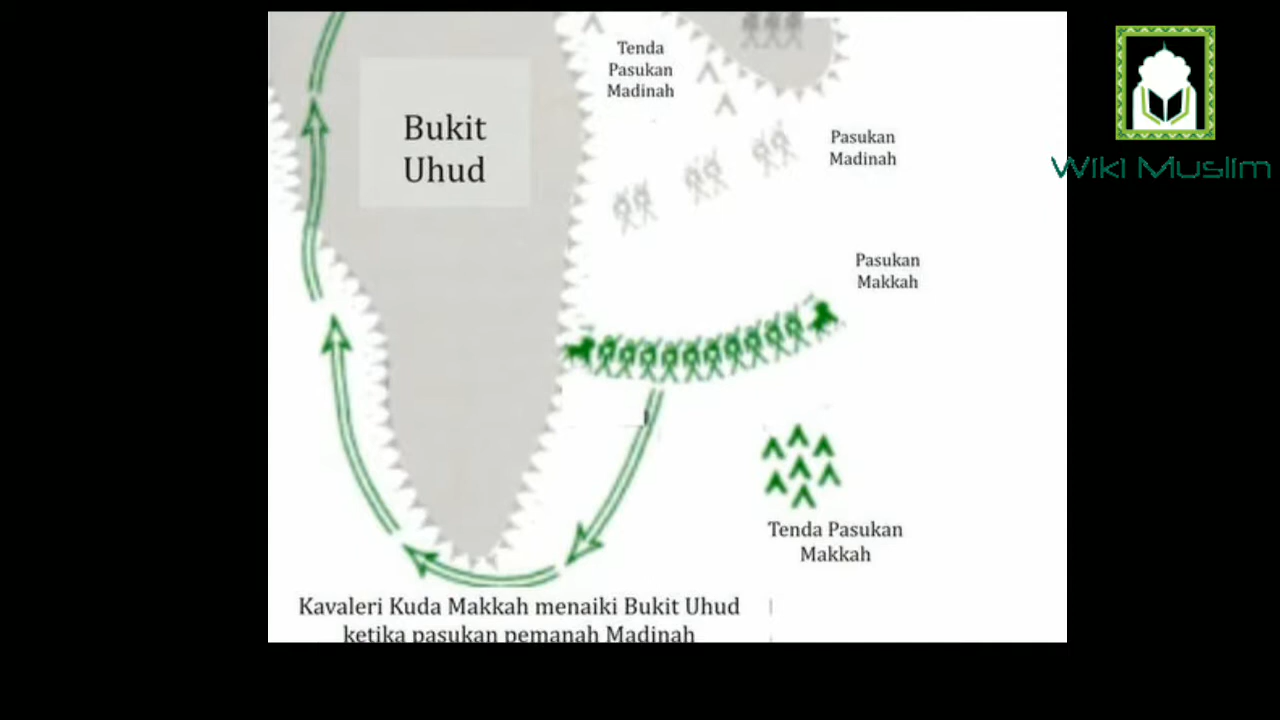 Tenda
Pasukan
Madinah
Bukit
Uhud
Pasukan
Madinah
Wiki Muslim
Pasukan
Makkah
Tenda Pasukan
Makkah
Kavaleri Kuda Makkah menaiki Bukit Uhud
ketika pasukan pemanah Madinah